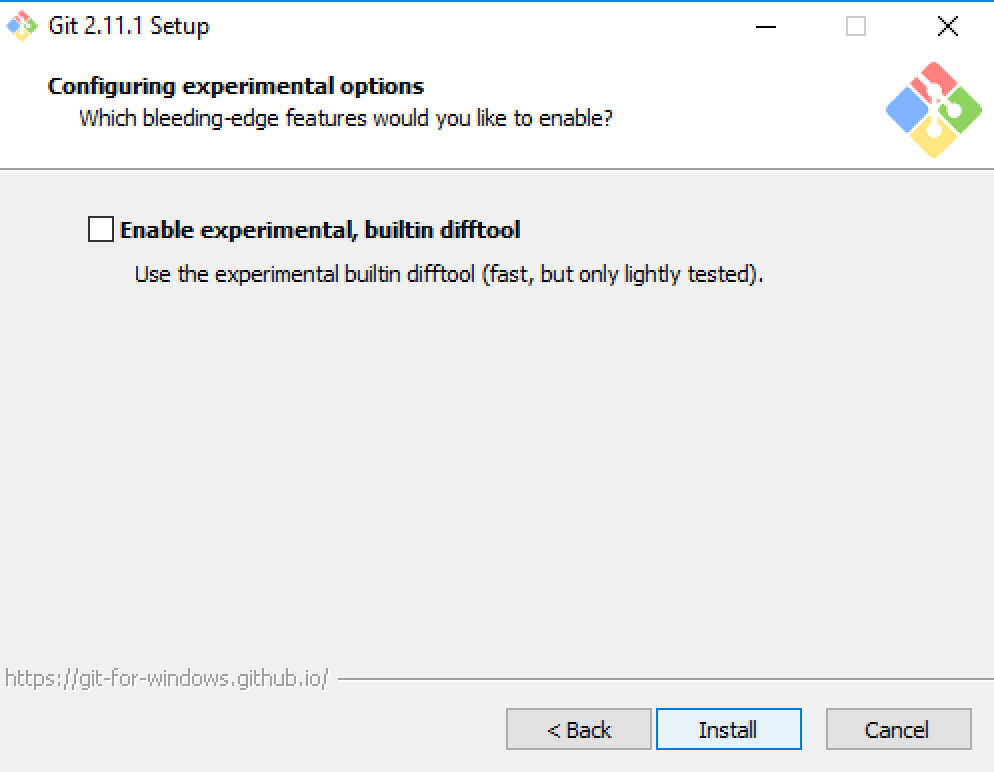 Git 2.11.1 Setup
Configuring experimental options
Which bleeding-edge features would you like to enable?
Enable experimental, builtin difftool
Use the experimental builtin difftool (fast, but only lightly tested).
https://git-for-windows.github.io/
< Back
Install
Cancel